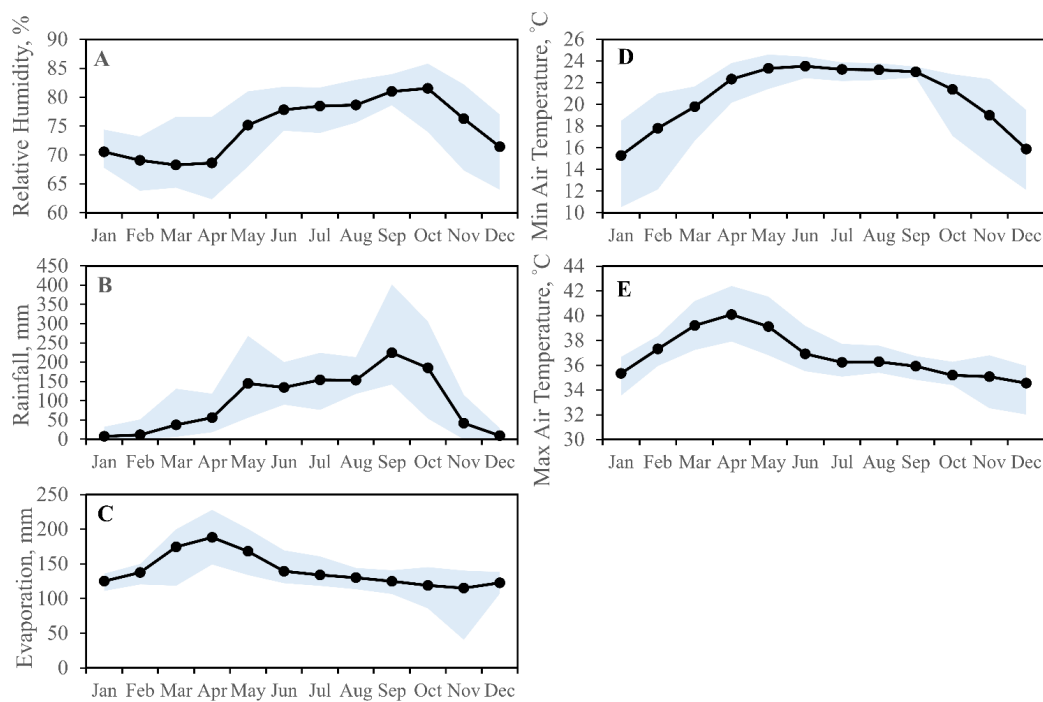 A
Relative Humidity, %
90
85
80
75
70
65
60
Jan Feb Mar Apr May Jun Jul Aug Sep Oct Nov Dec
B
Rainfall, mm
450
400
350
300
250
200
150
100
50
0
Jan Feb Mar Apr May Jun Jul Aug Sep Oct Nov Dec
C
Evaporation, mm
250
200
150
100
50
0
Jan Feb Mar Apr May Jun Jul Aug Sep Oct Nov Dec
D
Min Air Temperature, °C
26
24
22
20
18
16
14
12
10
Jan Feb Mar Apr May Jun Jul Aug Sep Oct Nov Dec
E
Max Air Temperature, °C
44
42
40
38
36
34
32
30
Jan Feb Mar Apr May Jun Jul Aug Sep Oct Nov Dec